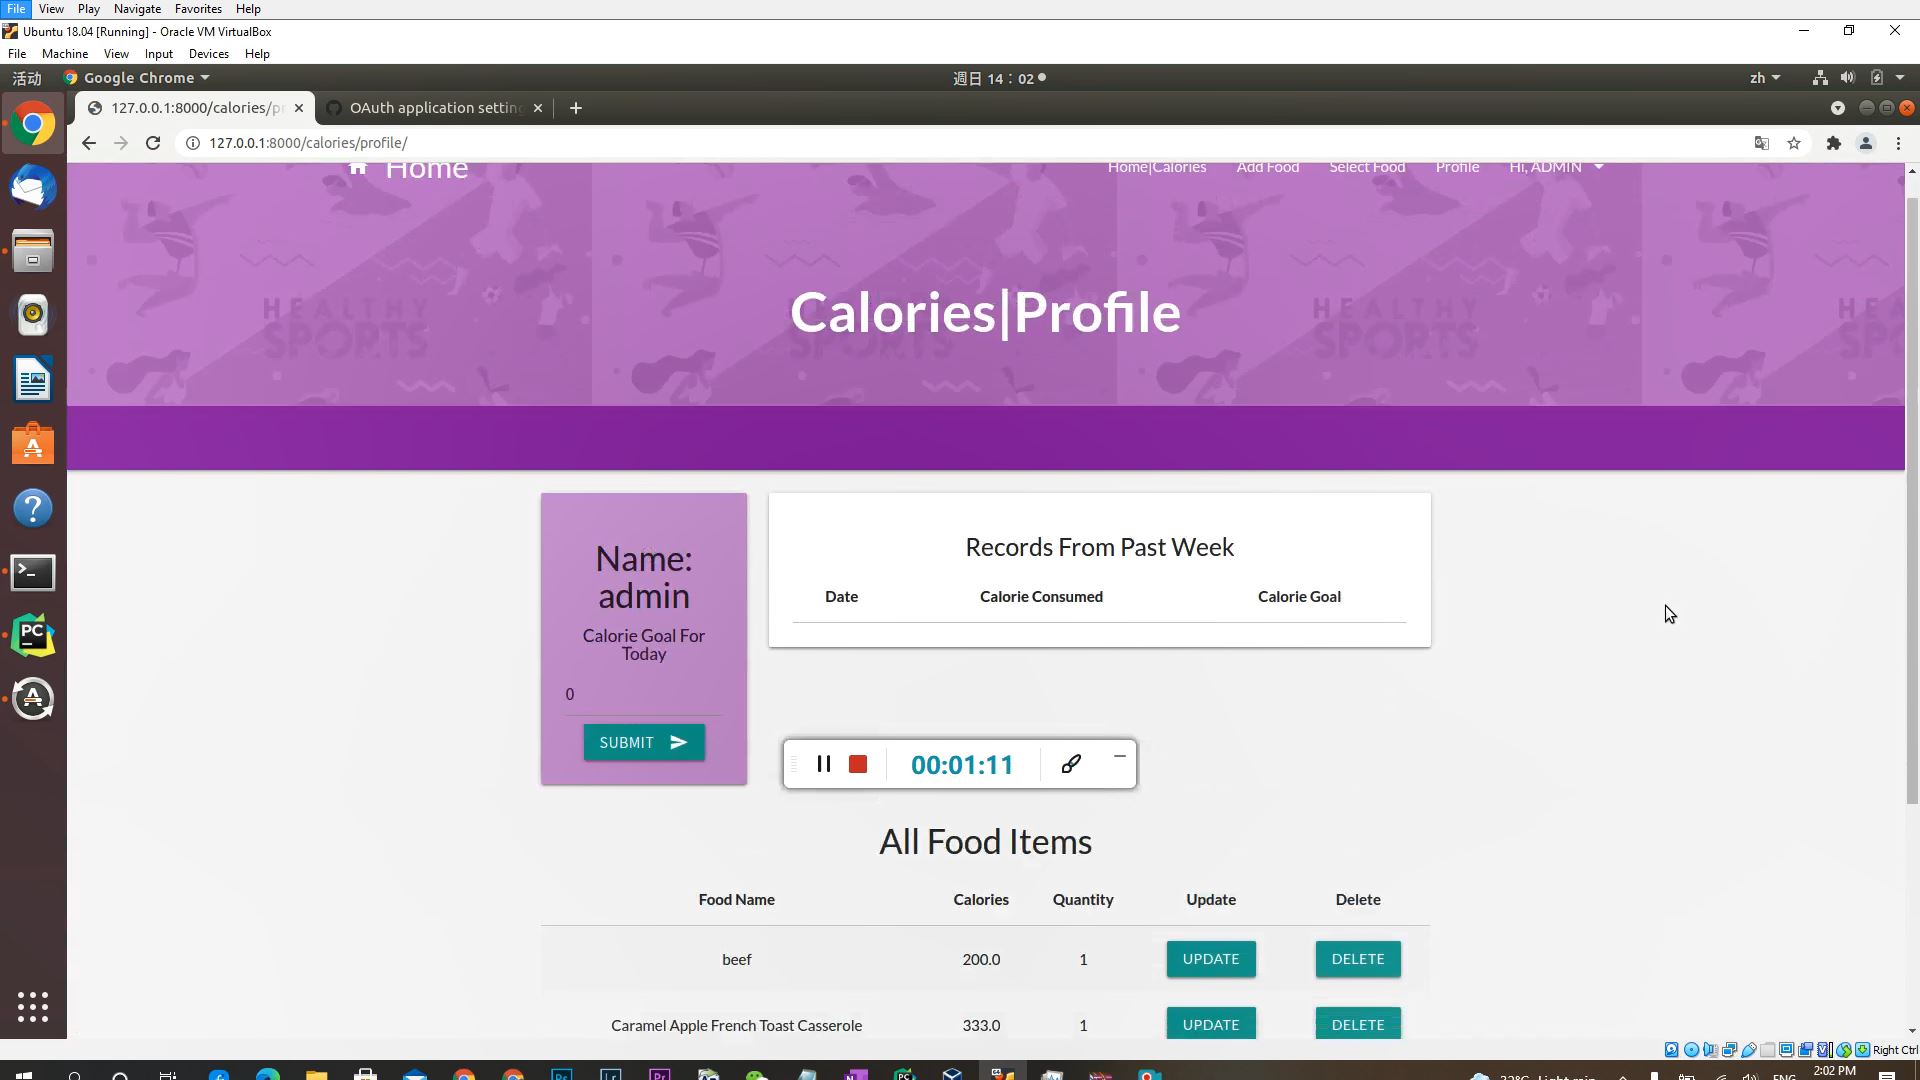 File View Play Navigate Favorites Help
Ubuntu 18.04 [Running] - Oracle VM VirtualBox
File Machine View Input Devices Help
活动 Google Chrome 週日 14：02 zh
127.0.0.1:8000/calories/pr OAuth application setting
127.0.0.1:8000/calories/profile/
Home Home|Calories Add Food Select Food Profile Hi, ADMIN
HEALTHY SPORTS
HEALTHY SPORTS
Calories|Profile
Name: admin
Calorie Goal For Today
0
SUBMIT
Records From Past Week
Date Calorie Consumed Calorie Goal
00:01:11
All Food Items
Food Name Calories Quantity Update Delete
beef 200.0 1 UPDATE DELETE
Caramel Apple French Toast Casserole 333.0 1 UPDATE DELETE
Right Ctrl
2:02 PM